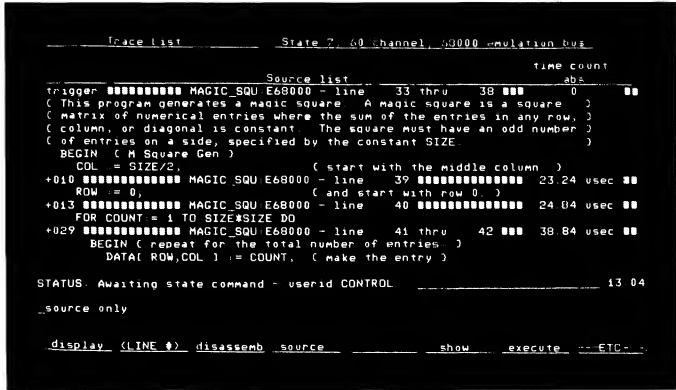 Trace List State 7, 60 channel, 68000 emulation bus
time count
Source list abs
trigger MAGIC_SQU:E68000 - line 33 thru 38 0
( This program generates a magic square. A magic square is a square )
( matrix of numerical entries where the sum of the entries in any row, )
( column, or diagonal is constant. The square must have an odd number )
( of entries on a side, specified by the constant SIZE. )
BEGIN ( M Square Gen )
COL := SIZE/2; ( start with the middle column )
+010 MAGIC_SQU:E68000 - line 39 23.24 usec
ROW := 0; ( and start with row 0. )
+013 MAGIC_SQU:E68000 - line 40 24.04 usec
FOR COUNT := 1 TO SIZE*SIZE DO
+029 MAGIC_SQU:E68000 - line 41 thru 42 38.84 usec
BEGIN ( repeat for the total number of entries. )
DATA[ ROW,COL ] := COUNT; ( make the entry )
STATUS: Awaiting state command - userid CONTROL 13:04
_source only
display (LINE #) disassemb source show execute --ETC--